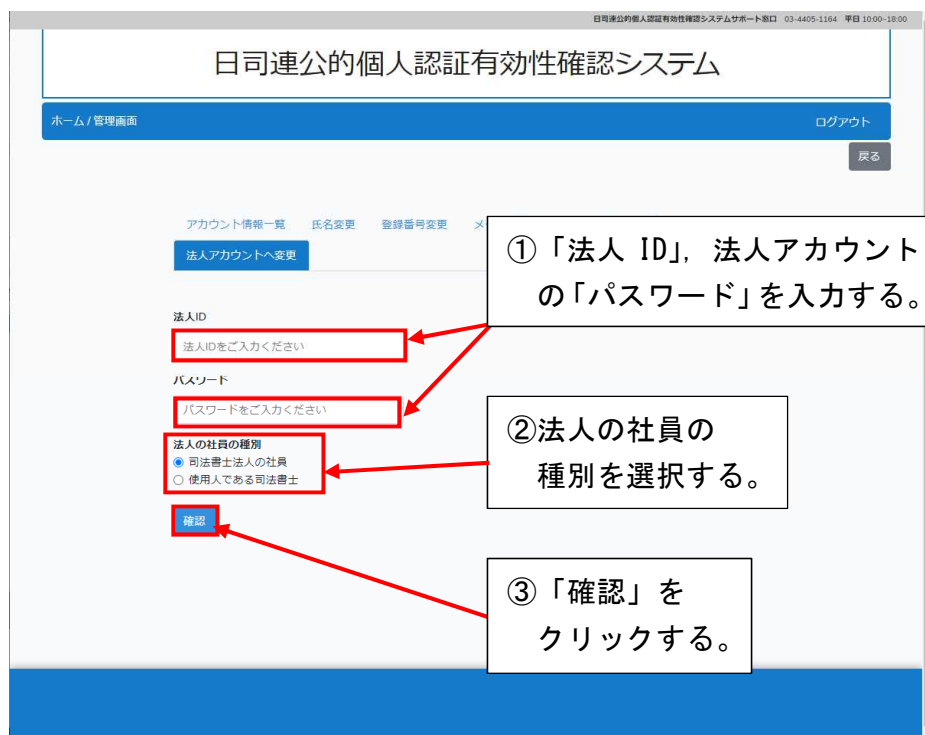 日司連公的個人認証有効性確認システムサポート窓口 03-4405-1164 平日 10:00~18:00
日司連公的個人認証有効性確認システム
ホーム / 管理画面
ログアウト
戻る
アカウント情報一覧 氏名変更 登録番号変更 メ
法人アカウントへ変更
①「法人 ID」，法人アカウント
の「パスワード」を入力する。
法人ID
法人IDをご入力ください
パスワード
パスワードをご入力ください
②法人の社員の
種別を選択する。
法人の社員の種別
司法書士法人の社員
使用人である司法書士
確認
③「確認」を
クリックする。